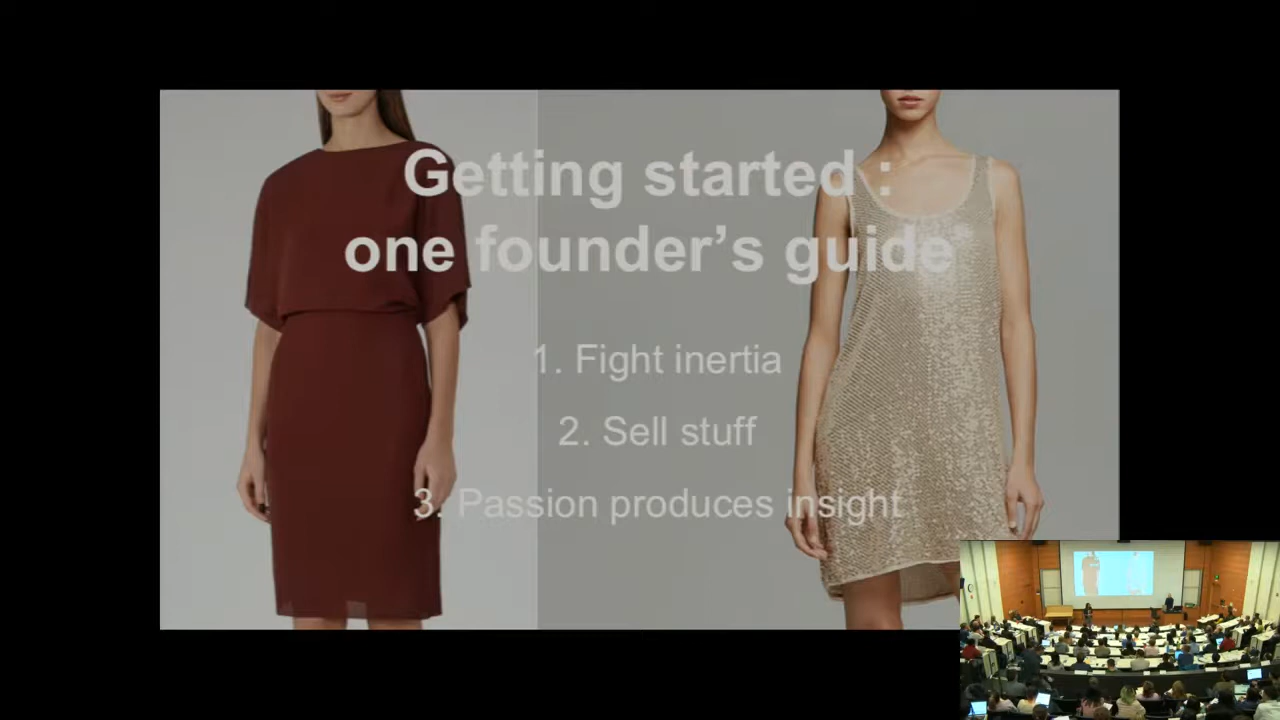 Getting started :
one founder’s guide
1. Fight inertia
2. Sell stuff
3. Passion produces insight